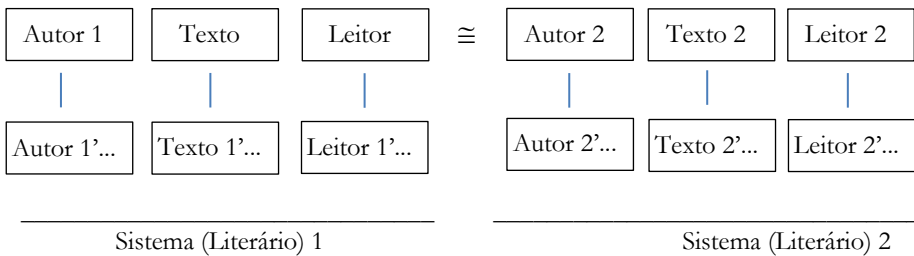 Autor 1 Texto Leitor ≅ Autor 2 Texto 2 Leitor 2
Autor 1’... Texto 1’... Leitor 1’... Autor 2’... Texto 2’... Leitor 2’...
Sistema (Literário) 1 Sistema (Literário) 2